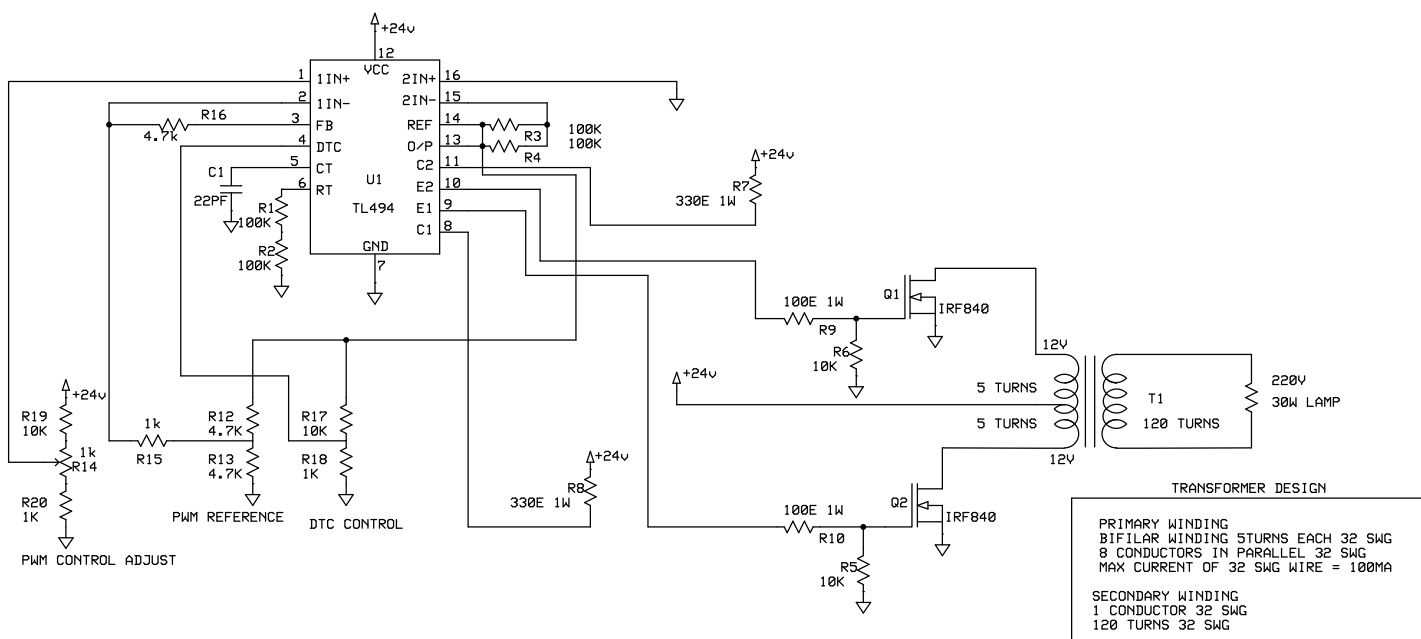 +24v
12
VCC
1 1IN+
2 1IN-
3 FB
4 DTC
5 CT
6 RT
2IN+ 16
2IN- 15
REF 14
O/P 13
C2 11
E2 10
E1 9
C1 8
U1
TL494
GND
7
R16
4.7k
C1
22PF
R1
100K
R2
100K
R3
R4
100K
100K
+24v
R7
330E 1W
Q1
IRF840
100E 1W
R9
R6
10K
12V
+24v
5 TURNS
5 TURNS
12V
T1
120 TURNS
220V
30W LAMP
+24v
R19
10K
1k
R14
R20
1K
PWM CONTROL ADJUST
1k
R15
R12
4.7K
R13
4.7K
PWM REFERENCE
R17
10K
R18
1K
DTC CONTROL
+24v
R8
330E 1W
Q2
IRF840
100E 1W
R10
R5
10K
TRANSFORMER DESIGN
PRIMARY WINDING
BIFILAR WINDING 5TURNS EACH 32 SWG
8 CONDUCTORS IN PARALLEL 32 SWG
MAX CURRENT OF 32 SWG WIRE = 100MA
SECONDARY WINDING
1 CONDUCTOR 32 SWG
120 TURNS 32 SWG